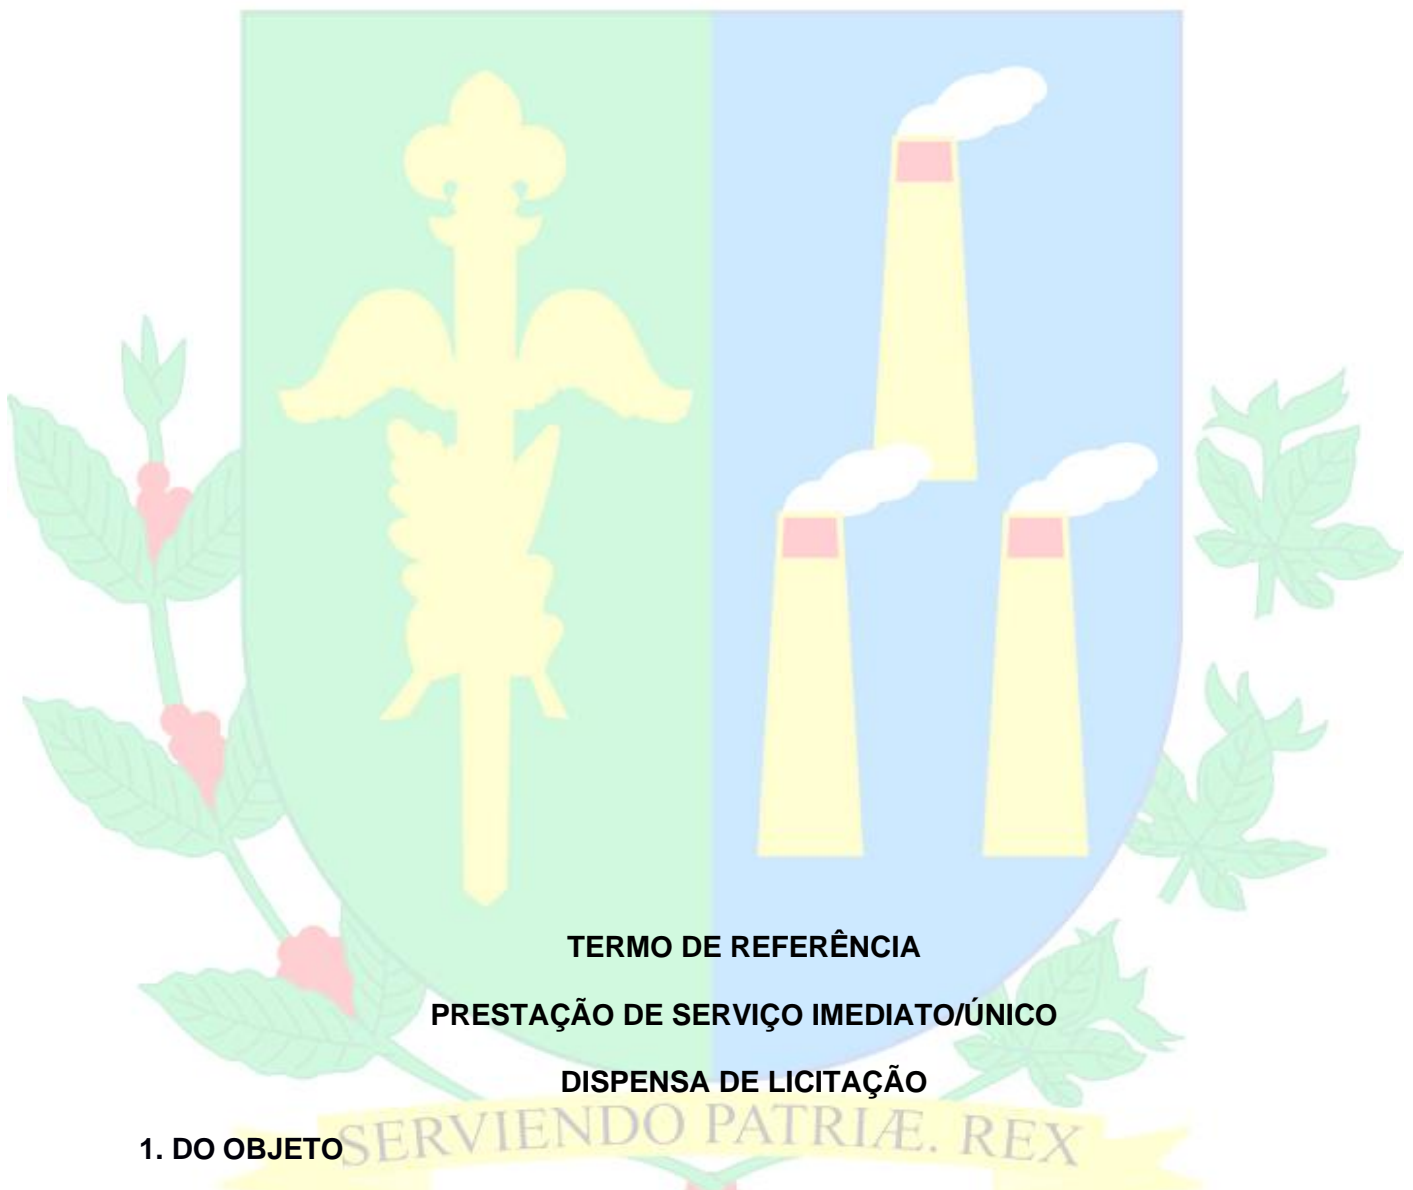 TERMO DE REFERÊNCIA
PRESTAÇÃO DE SERVIÇO IMEDIATO/ÚNICO
DISPENSA DE LICITAÇÃO
SERVIENDO PATRIÆ. REX
1. DO OBJETO